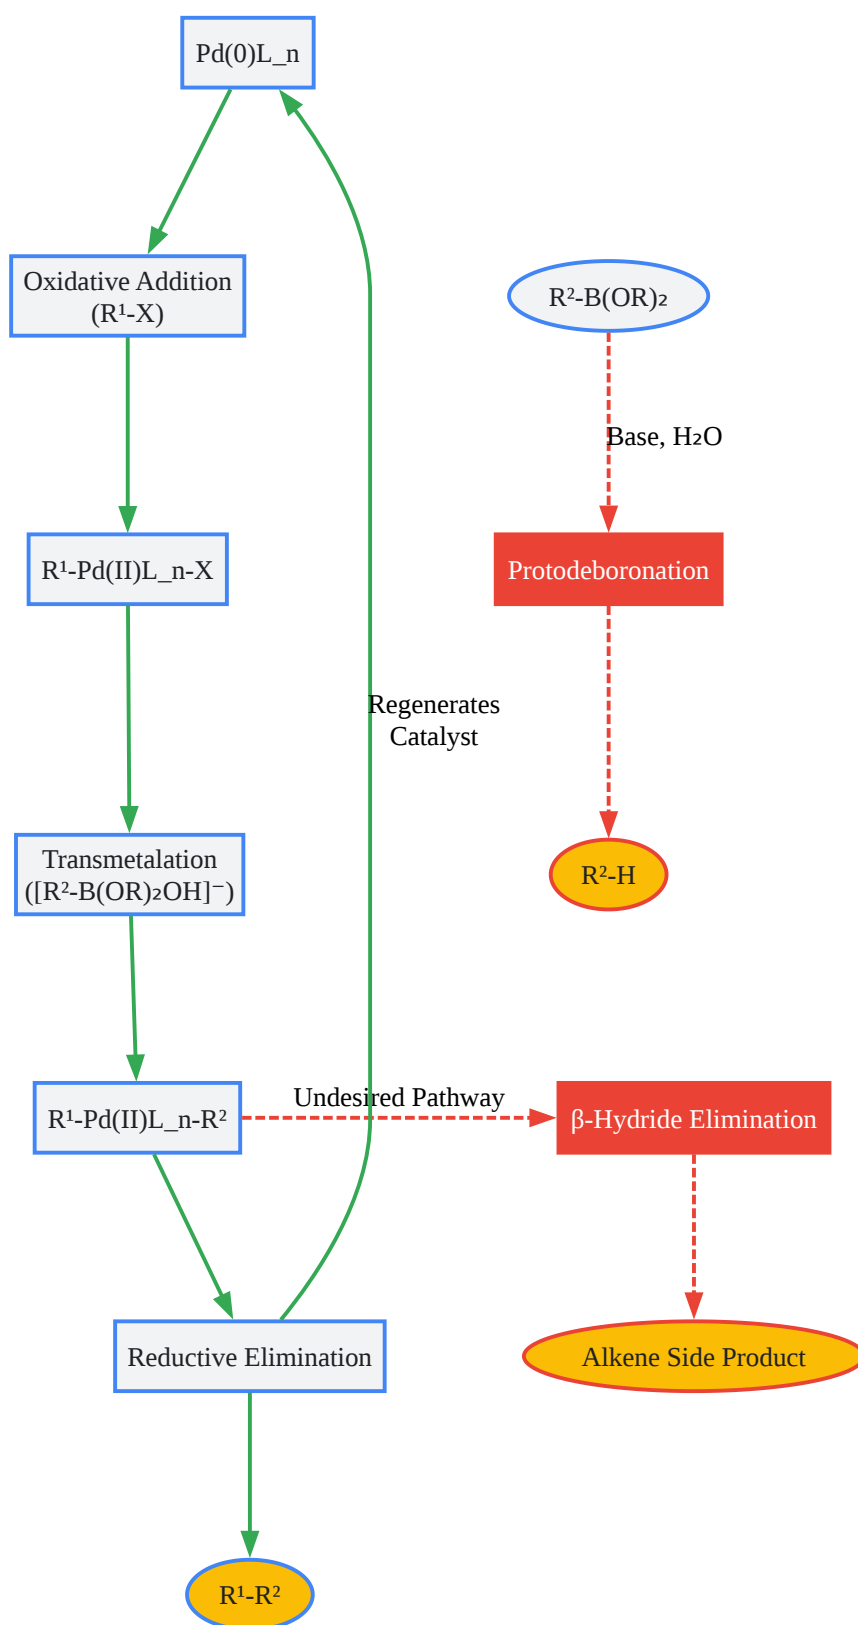 Pd(0)L_n
Oxidative Addition
(R¹-X)
R²-B(OR)₂
Base, H₂O
R¹-Pd(II)L_n-X
Protodeboronation
Regenerates
Catalyst
Transmetalation
([R²-B(OR)₂OH]⁻)
R²-H
R¹-Pd(II)L_n-R²
Undesired Pathway
β-Hydride Elimination
Reductive Elimination
Alkene Side Product
R¹-R²